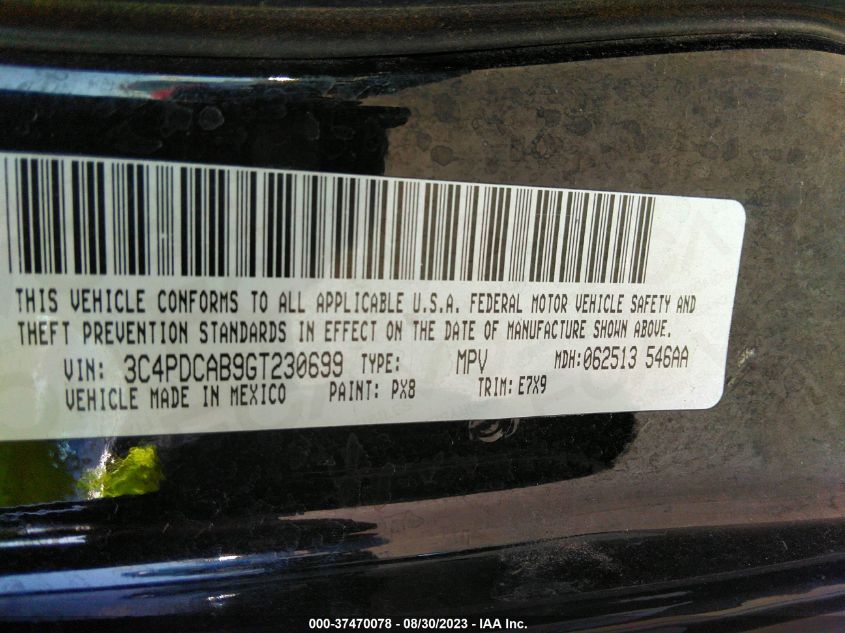 THIS VEHICLE CONFORMS TO ALL APPLICABLE U.S.A. FEDERAL MOTOR VEHICLE SAFETY AND
THEFT PREVENTION STANDARDS IN EFFECT ON THE DATE OF MANUFACTURE SHOWN ABOVE.
VIN: 3C4PDCAB9GT230699 TYPE: MPV MDH:062513 546AA
VEHICLE MADE IN MEXICO PAINT: PX8 TRIM: E7X9
000-37470078 - 08/30/2023 - IAA Inc.